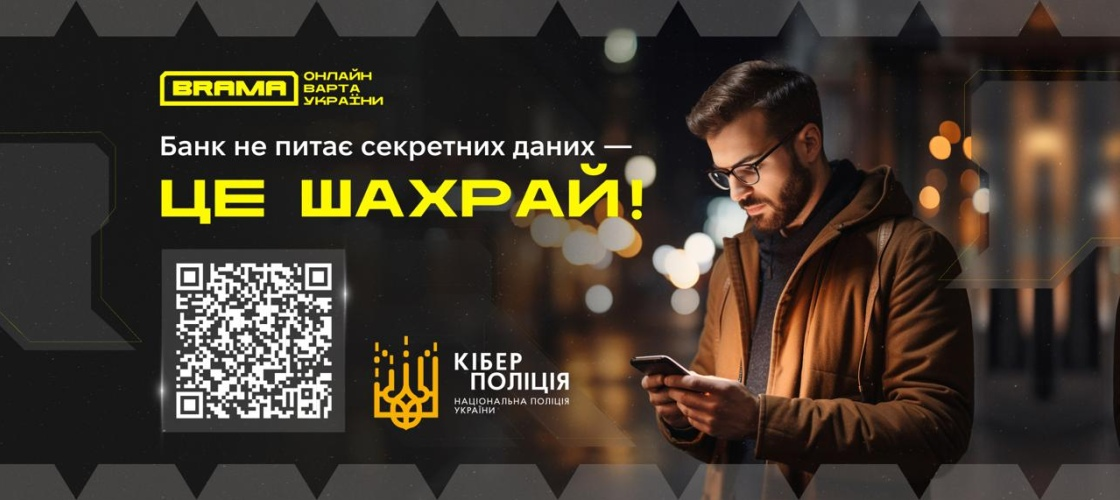 BRAMA
ОНЛАЙН
ВАРТА
УКРАЇНИ
Банк не питає секретних даних —
ЦЕ ШАХРАЙ!
КІБЕР
ПОЛІЦІЯ
НАЦІОНАЛЬНА ПОЛІЦІЯ
УКРАЇНИ